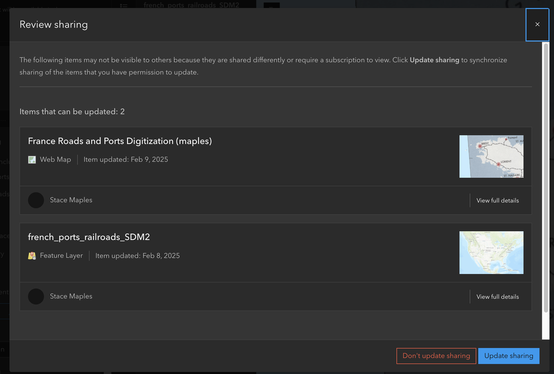 french_ports_railroads_SDM2
Review sharing
The following items may not be visible to others because they are shared differently or require a subscription to view. Click Update sharing to synchronize
sharing of the items that you have permission to update.
Items that can be updated: 2
France Roads and Ports Digitization (maples)
Web Map
Item updated: Feb 9, 2025
Stace Maples
View full details
french_ports_railroads_SDM2
Feature Layer
Item updated: Feb 8, 2025
Stace Maples
View full details
Don't update sharing
Update sharing